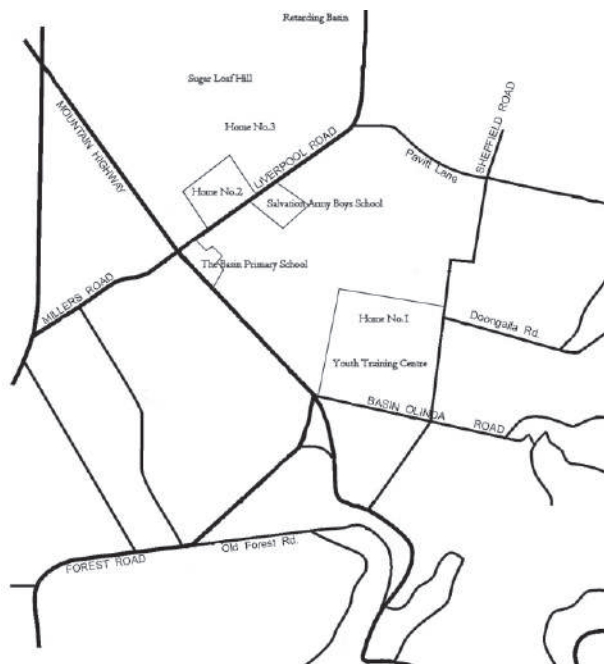 Retarding Basin
Sugar Loaf Hill
MOUNTAIN HIGHWAY
Home No.3
LIVERPOOL ROAD
SHEFFIELD ROAD
Pavitt Lane
Home No.2
Salvation Army Boys School
The Basin Primary School
MILLERS ROAD
Home No.1
Doongalla Rd.
Youth Training Centre
BASIN OLINDA ROAD
Old Forest Rd.
FOREST ROAD